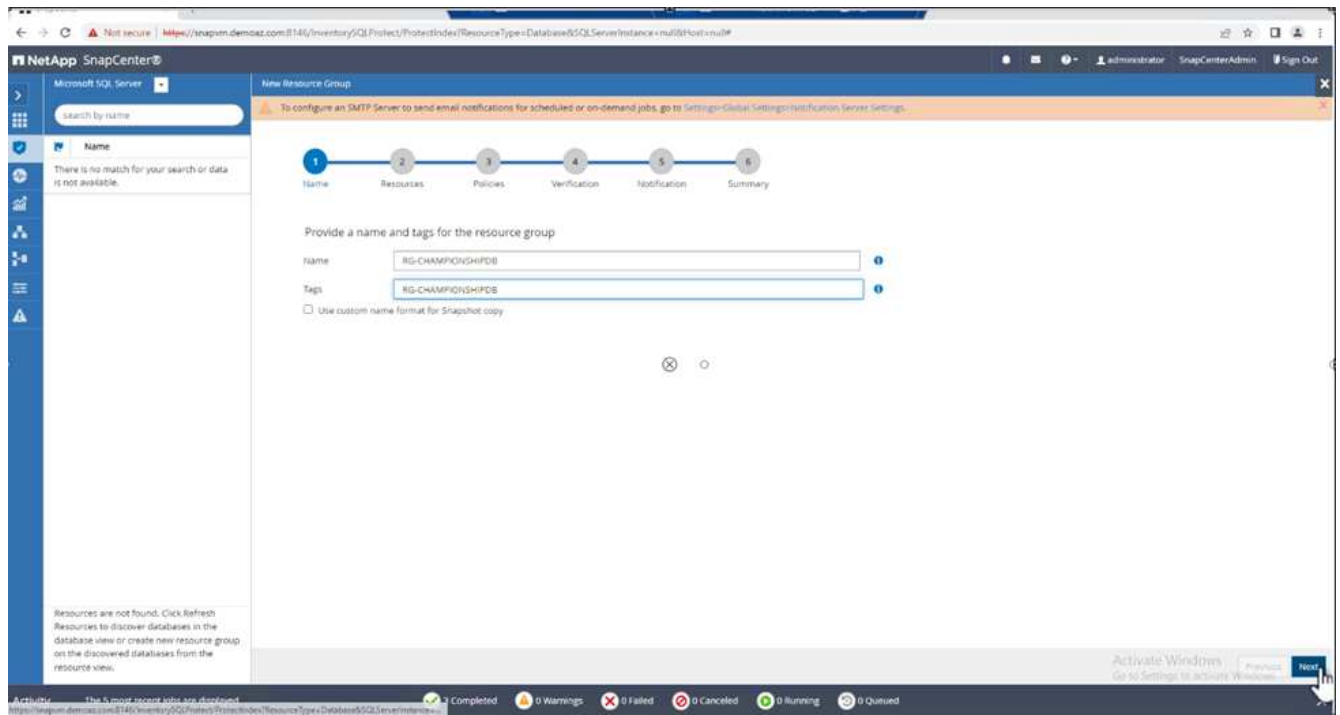 Not secure | https://snapvm.demoaz.com:8146/InventorySQLProtect/ProtectIndex?ResourceType=Database&SQLServerInstance=null&Host=null#
NetApp SnapCenter®
administrator SnapCenterAdmin Sign Out
Microsoft SQL Server
New Resource Group
search by name
To configure an SMTP Server to send email notifications for scheduled or on-demand jobs, go to Settings>Global Settings>Notification Server Settings.
Name
There is no match for your search or data
is not available.
1 2 3 4 5 6
Name Resources Policies Verification Notification Summary
Provide a name and tags for the resource group
Name RG-CHAMPIONSHIPDB
Tags RG-CHAMPIONSHIPDB
Use custom name format for Snapshot copy
Resources are not found. Click Refresh
Resources to discover databases in the
database view or create new resource group
on the discovered databases from the
resource view.
Activate Windows
Go to Settings to activate Windows.
Previous Next
Activity The 5 most recent jobs are displayed
3 Completed 0 Warnings 0 Failed 0 Canceled 0 Running 0 Queued